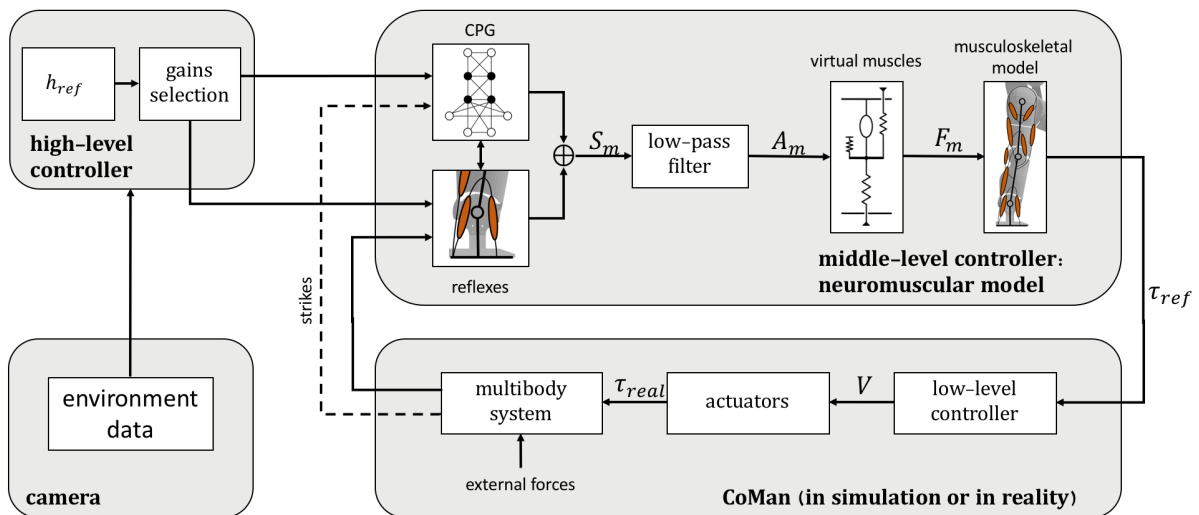 CPG
h_ref
gains
selection
high–level
controller
reflexes
S_m
low–pass
filter
A_m
virtual muscles
F_m
musculoskeletal
model
middle–level controller:
neuromuscular model
τ_ref
strikes
environment
data
camera
multibody
system
τ_real
actuators
V
low–level
controller
external forces
CoMan (in simulation or in reality)